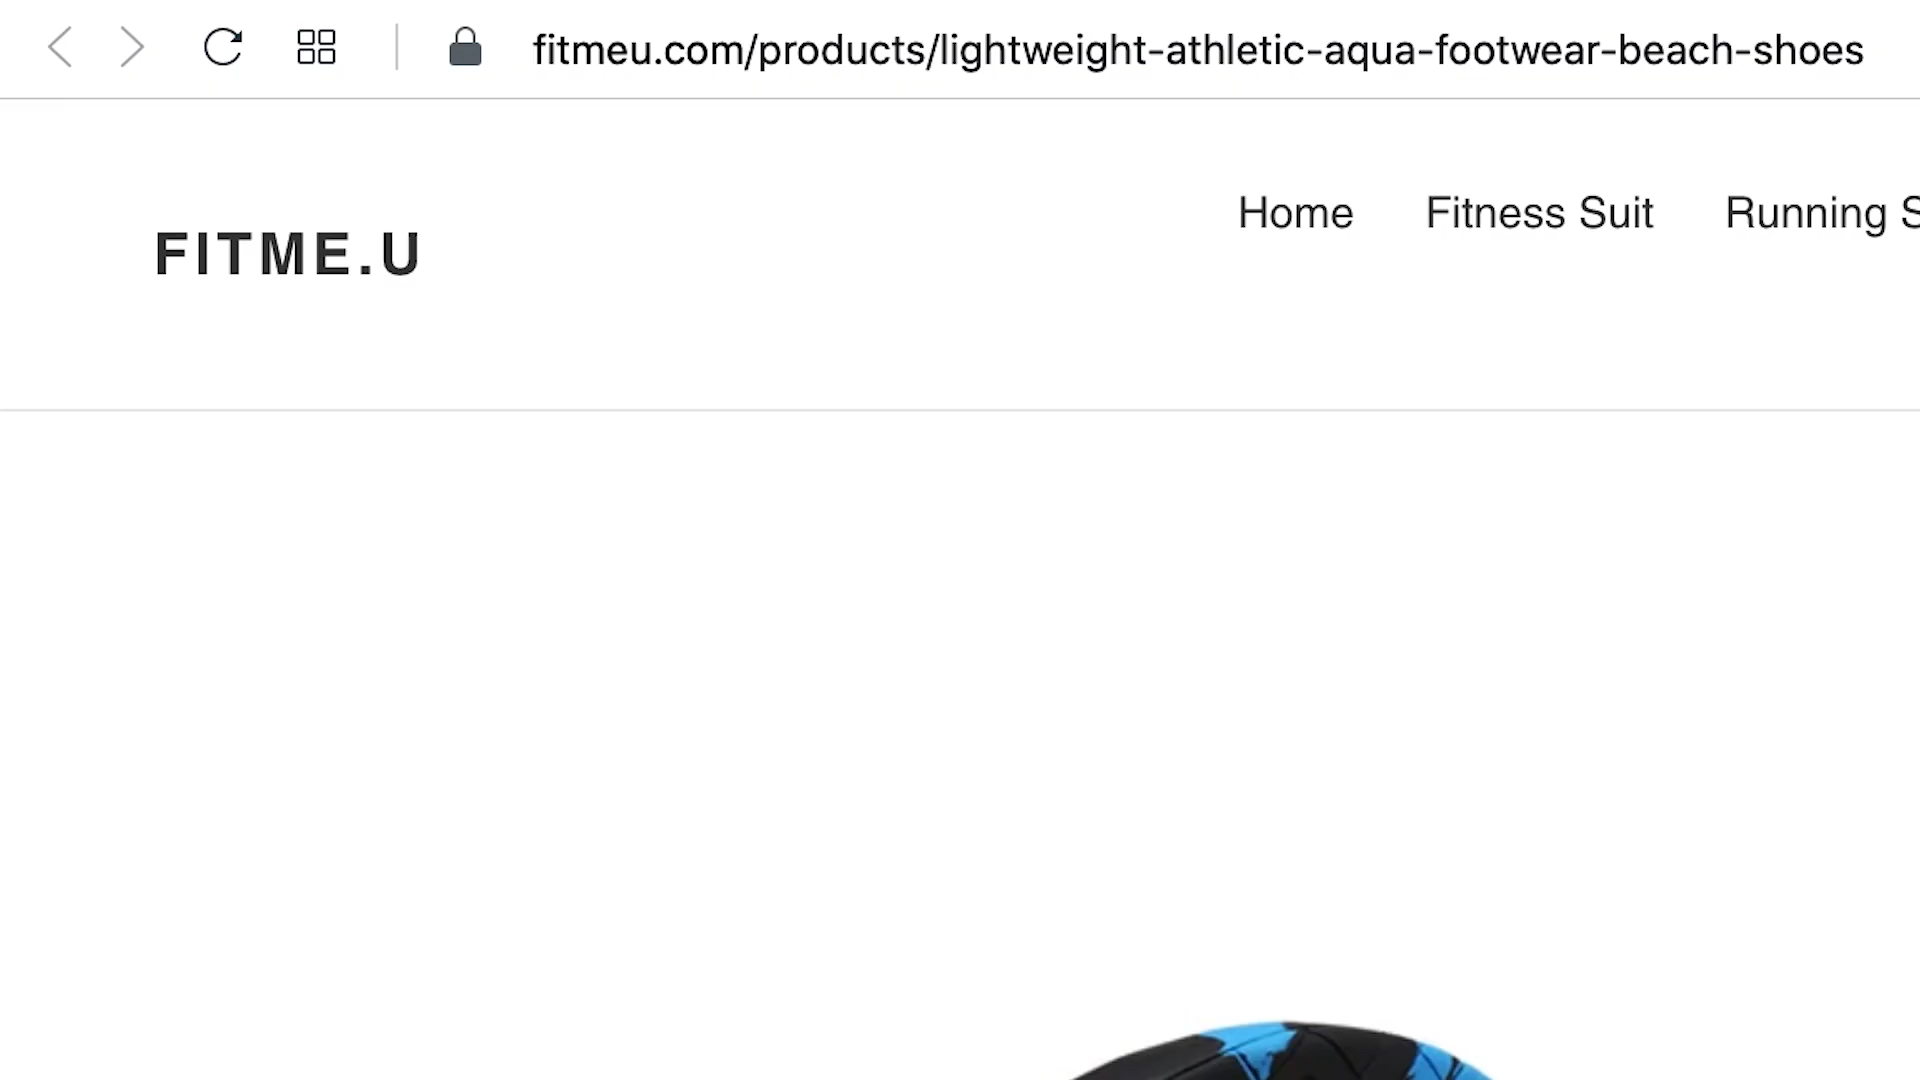 fitmeu.com/products/lightweight-athletic-aqua-footwear-beach-shoes
FITME.U
Home Fitness Suit Running S